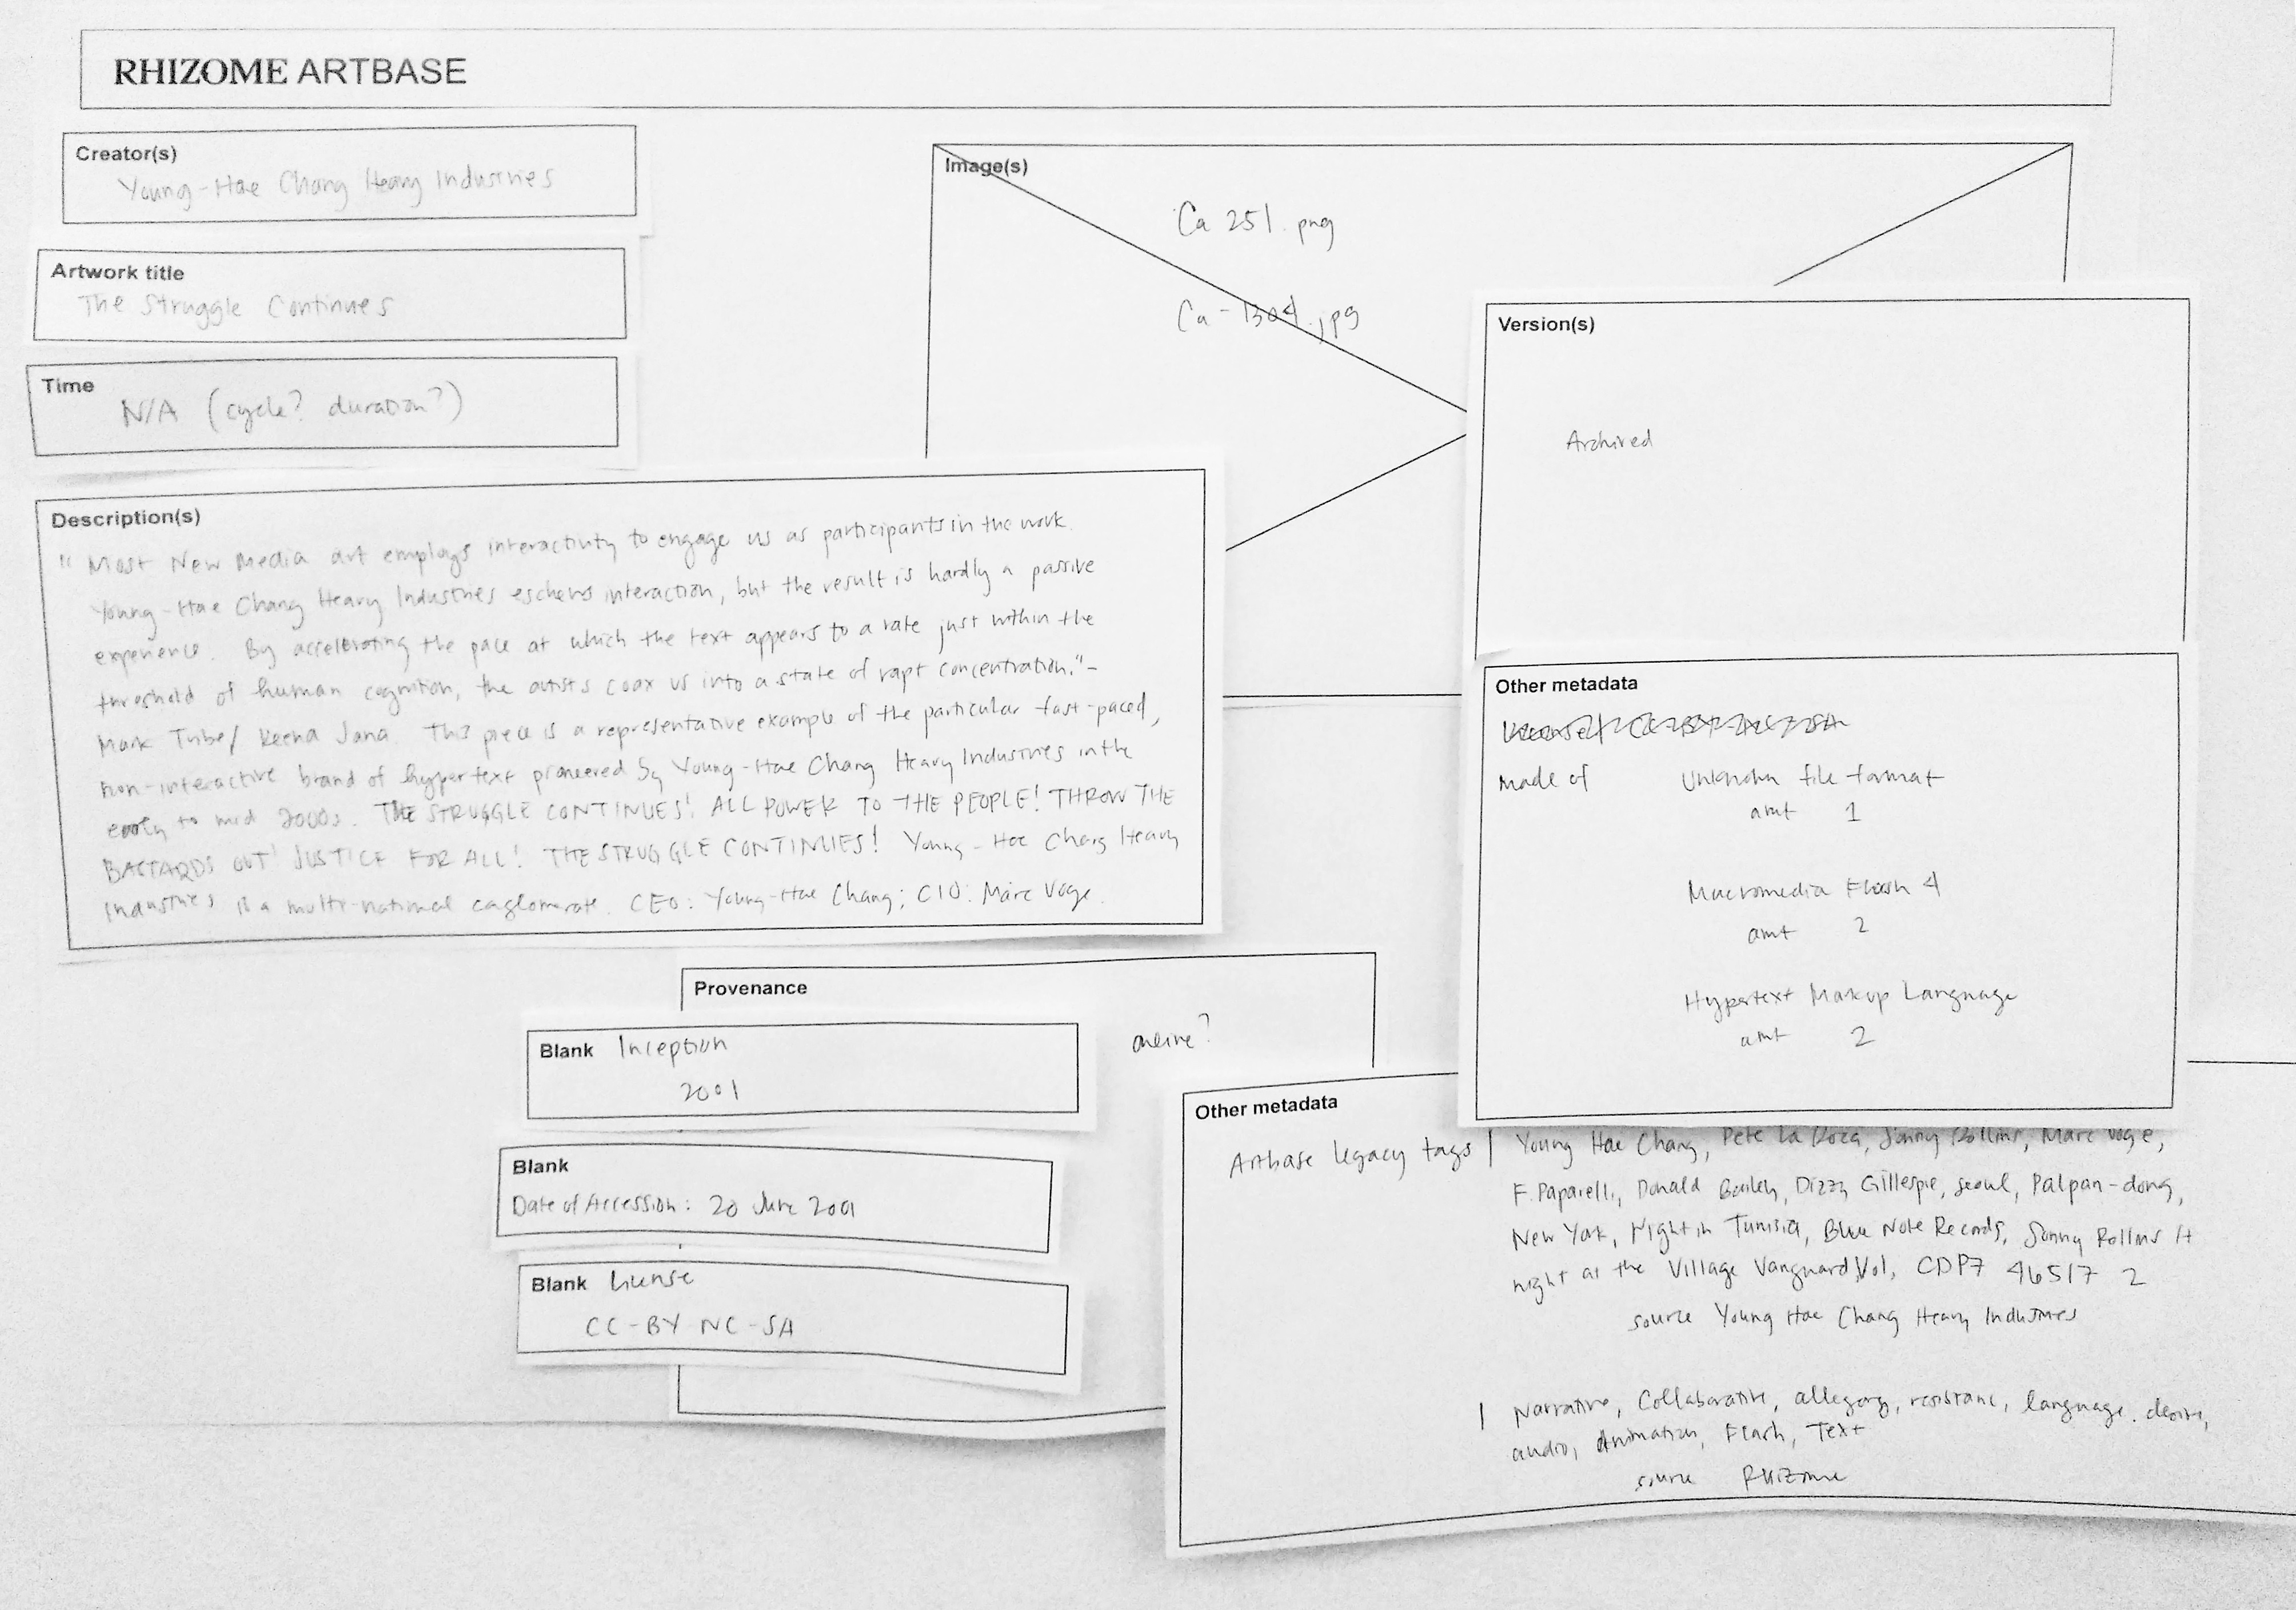 RHIZOME ARTBASE
Creator(s)
Young-Hae Chang Heavy Industries
Artwork title
The Struggle Continues
Time
N/A (cycle? duration?)
Image(s)
Ca 251.png
Ca-1304.jpg
Version(s)
Archived
Description(s)
"Most New Media art employs interactivity to engage us as participants in the work.
Young-Hae Chang Heavy Industries eschews interaction, but the result is hardly a passive
experience. By accelerating the pace at which the text appears to a rate just within the
threshold of human cognition, the artists coax us into a state of rapt concentration."-
Mark Tribe/ Reena Jana. This piece is a representative example of the particular fast-paced,
non-interactive brand of hypertext pioneered by Young-Hae Chang Heavy Industries in the
early to mid 2000s. THE STRUGGLE CONTINUES! ALL POWER TO THE PEOPLE! THROW THE
BASTARDS OUT! JUSTICE FOR ALL! THE STRUGGLE CONTINUES! Young-Hae Chang Heavy
Industries is a multi-national caglomerate. CEO: Young-Hae Chang; CIO: Marc Voge.
Other metadata
Made of Unknown file format
amt 1
Macromedia Flash 4
amt 2
Hypertext Markup Language
amt 2
Provenance
online?
Blank Inception
2001
Blank
Date of Accession: 20 June 2001
Blank License
CC-BY-NC-SA
Other metadata
Artbase legacy tags | Young Hae Chang, Pete La Roca, Sonny Rollins, Marc Voge,
F. Paparelli, Donald Bailey, Dizzy Gillespie, Seoul, Palpan-dong,
New York, Night in Tunisia, Blue Note Records, Sonny Rollins A
night at the Village Vanguard, Vol, CDP7 46517 2
source Young Hae Chang Heavy Industries
| Narrative, Collaborative, allegory, resistanc, language, desire,
audio, Animation, Flash, Text
source Rhizome